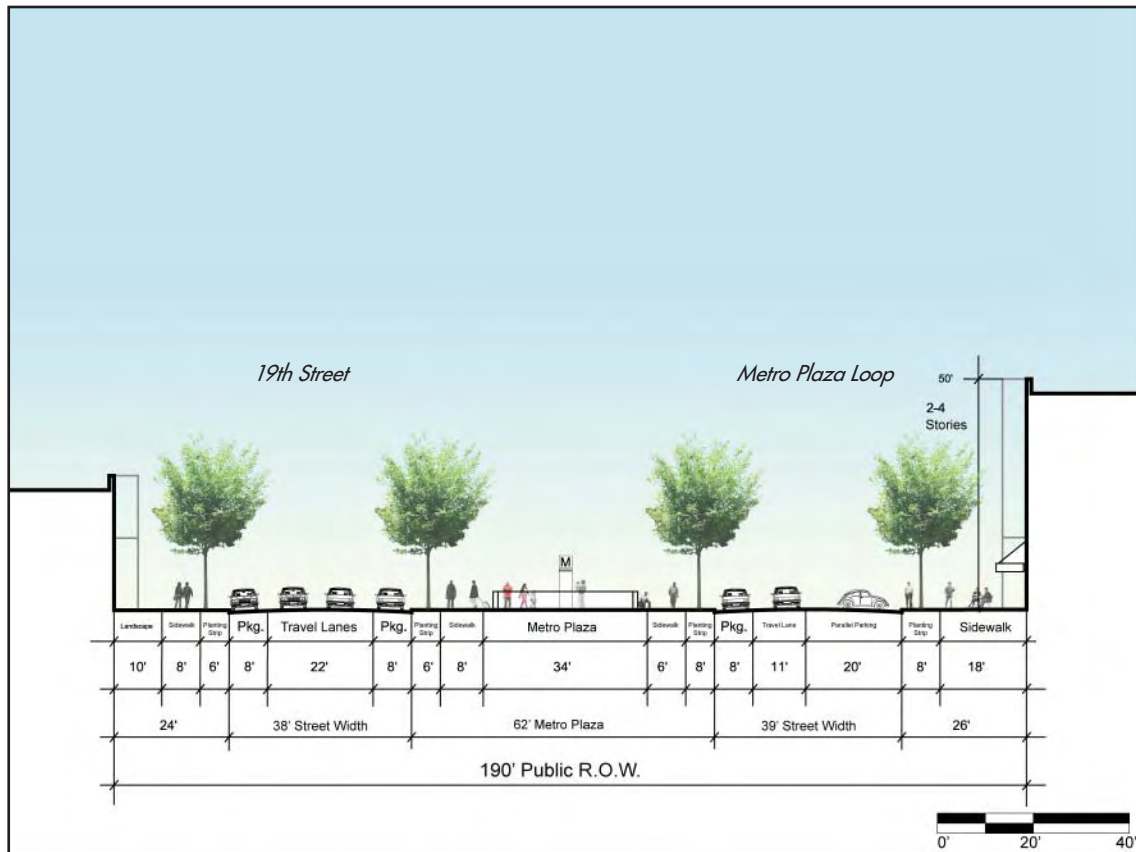 19th Street
Metro Plaza Loop
50'
2-4
Stories
M
Landscape
Sidewalk
Planting
Strip
Pkg.
Travel Lanes
Pkg.
Planting
Strip
Sidewalk
Metro Plaza
Sidewalk
Planting
Strip
Pkg.
Travel Lane
Parallel Parking
Planting
Strip
Sidewalk
10' 8' 6' 8' 22' 8' 6' 8' 34' 6' 8' 8' 11' 20' 8' 18'
24' 38' Street Width 62' Metro Plaza 39' Street Width 26'
190' Public R.O.W.
0' 20' 40'